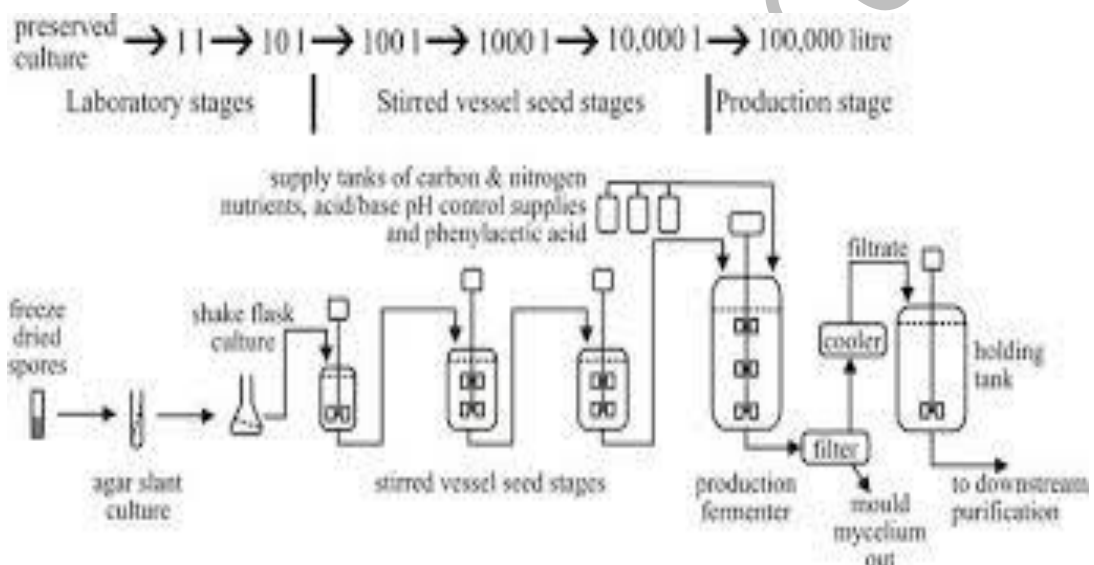 preserved
culture → 1 l → 10 l → 100 l → 1000 l → 10,000 l → 100,000 litre
Laboratory stages | Stirred vessel seed stages | Production stage
supply tanks of carbon & nitrogen
nutrients, acid/base pH control supplies
and phenylacetic acid
freeze
dried
spores
shake flask
culture
filtrate
cooler
holding
tank
filter
agar slant
culture
stirred vessel seed stages
production
fermenter
mould
mycelium
out
to downstream
purification